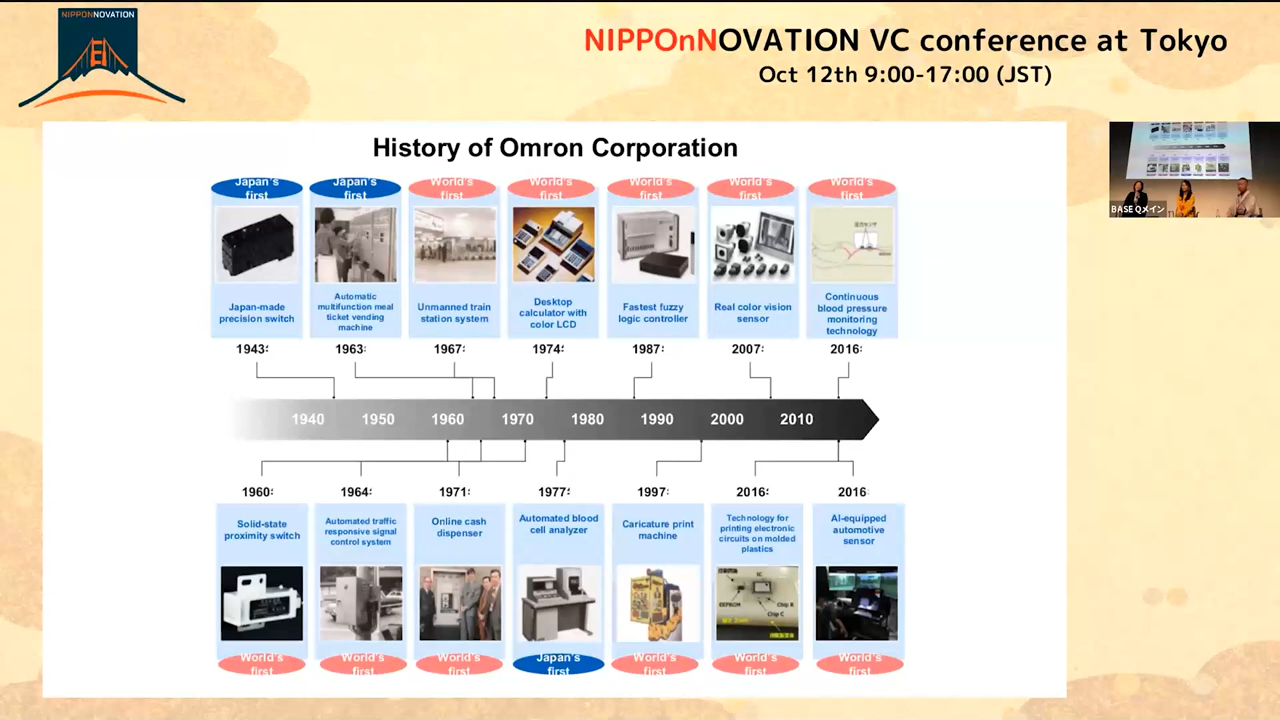 NIPPONNOVATION
NIPPOnNOVATION VC conference at Tokyo
Oct 12th 9:00-17:00 (JST)
BASE Qメイン
History of Omron Corporation
Japan's
first
Japan's
first
World's
first
World's
first
World's
first
World's
first
World's
first
Japan-made
precision switch
Automatic
multifunction meal
ticket vending
machine
Unmanned train
station system
Desktop
calculator with
color LCD
Fastest fuzzy
logic controller
Real color vision
sensor
Continuous
blood pressure
monitoring
technology
1943:
1963:
1967:
1974:
1987:
2007:
2016:
1940 1950 1960 1970 1980 1990 2000 2010
1960:
1964:
1971:
1977:
1997:
2016:
2016:
Solid-state
proximity switch
Automated traffic
responsive signal
control system
Online cash
dispenser
Automated blood
cell analyzer
Caricature print
machine
Technology for
printing electronic
circuits on molded
plastics
AI-equipped
automotive
sensor
EEPROM
Chip R
Chip C
World's
first
World's
first
World's
first
Japan's
first
World's
first
World's
first
World's
first